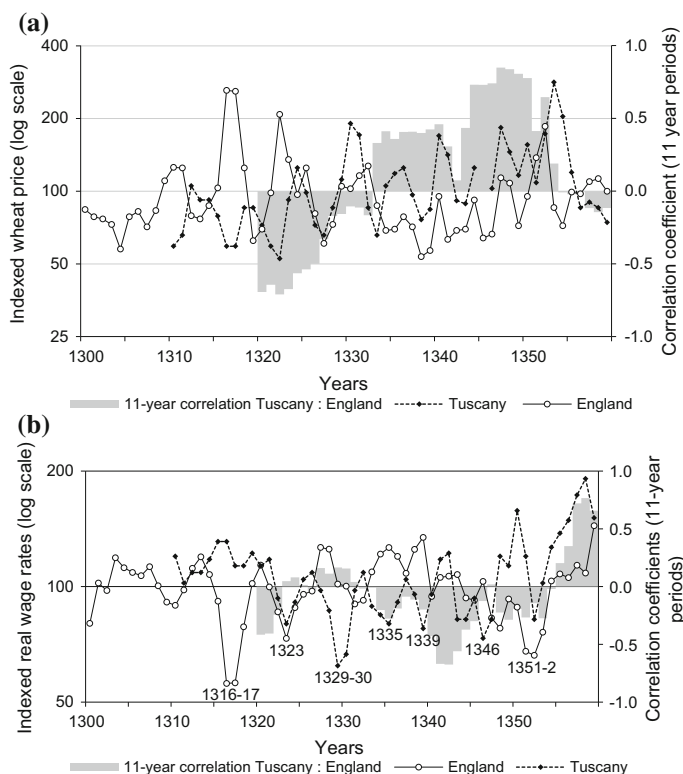 (a)
Indexed wheat price (log scale)
400
200
100
50
25
1.0
0.5
0.0
-0.5
-1.0
Correlation coefficient (11 year periods)
1300 1310 1320 1330 1340 1350
Years
11-year correlation Tuscany : England Tuscany England
(b)
Indexed real wage rates (log scale)
200
100
50
1.0
0.5
0.0
-0.5
-1.0
Correlation coefficients (11-year
periods)
1316-17
1323
1329-30
1335
1339
1346
1351-2
1300 1310 1320 1330 1340 1350
Years
11-year correlation Tuscany : England England Tuscany